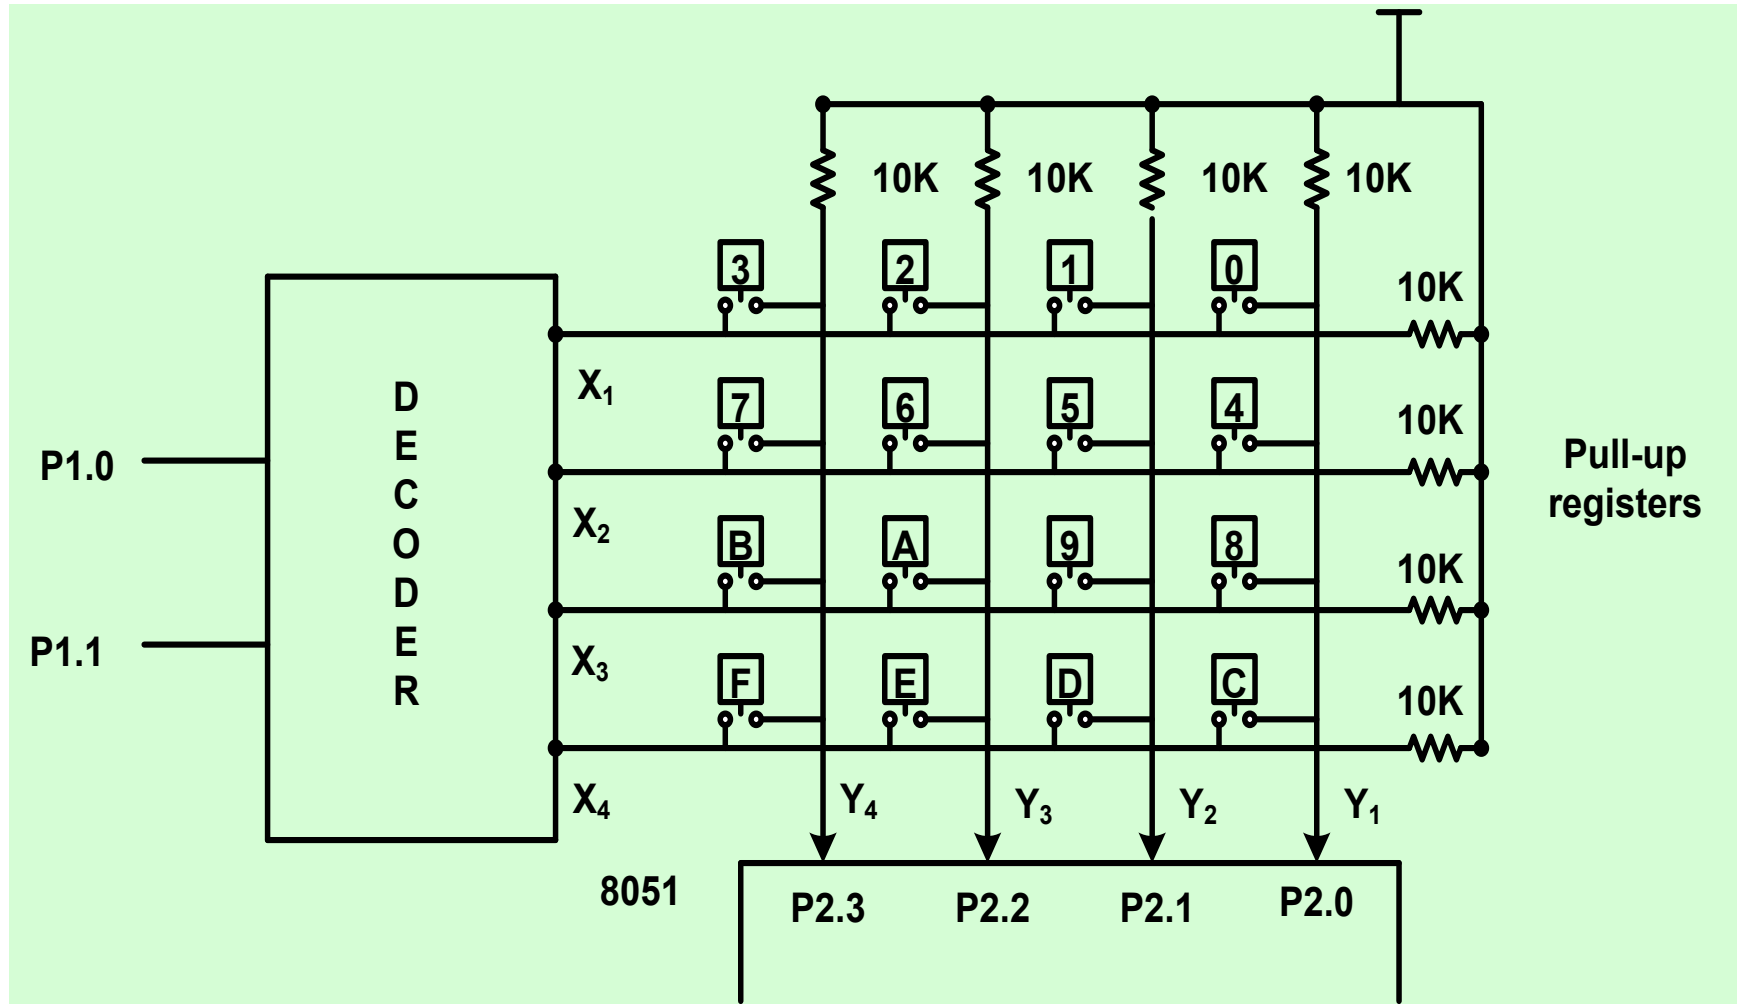 10K 10K 10K 10K
3 2 1 0
10K
X1
7 6 5 4
10K
P1.0
DECODER
Pull-up
registers
X2
B A 9 8
10K
P1.1
X3
F E D C
10K
X4
Y4 Y3 Y2 Y1
8051
P2.3 P2.2 P2.1 P2.0